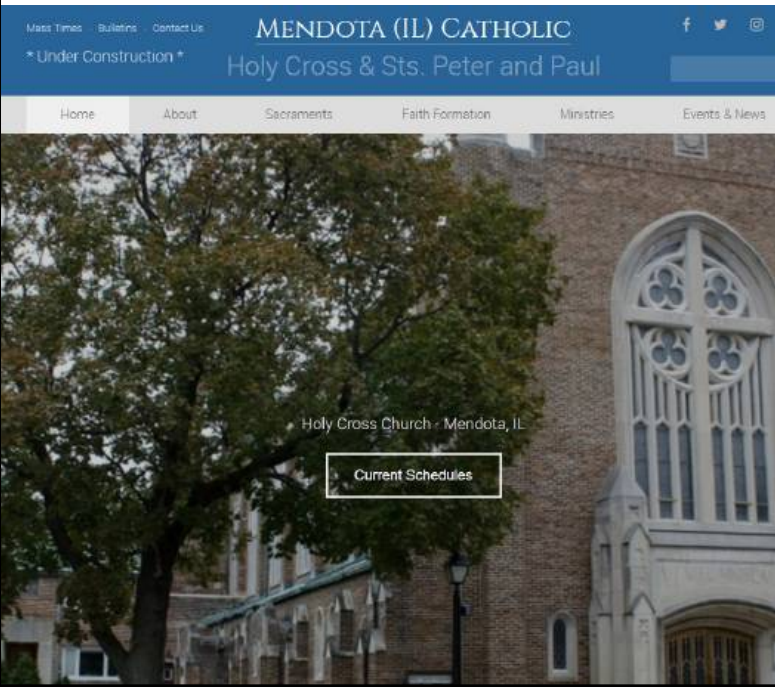 Mass Times Bulletins Contact Us
* Under Construction *
MENDOTA (IL) CATHOLIC
Holy Cross & Sts. Peter and Paul
Home About Sacraments Faith Formation Ministries Events & News
Holy Cross Church - Mendota, IL
Current Schedules